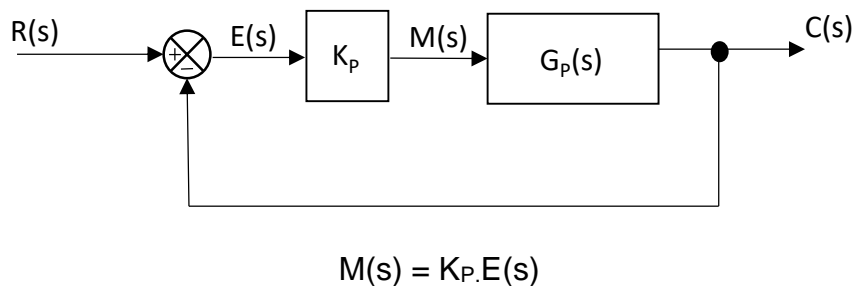 R(s)
+
−
E(s)
K_P
M(s)
G_P(s)
C(s)
M(s) = K_P.E(s)